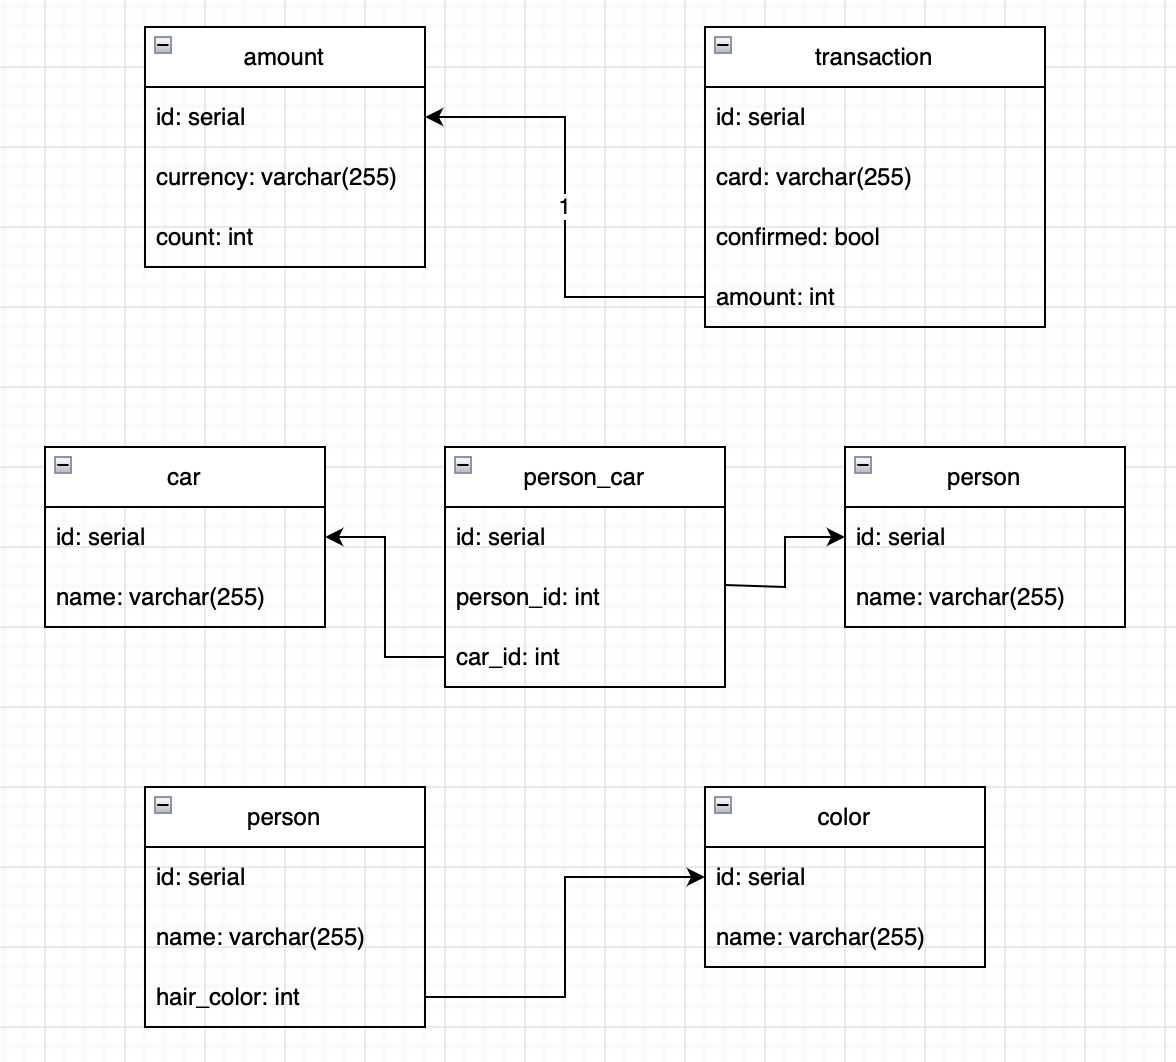 amount
id: serial
currency: varchar(255)
count: int
transaction
id: serial
card: varchar(255)
confirmed: bool
amount: int
1
car
id: serial
name: varchar(255)
person_car
id: serial
person_id: int
car_id: int
person
id: serial
name: varchar(255)
person
id: serial
name: varchar(255)
hair_color: int
color
id: serial
name: varchar(255)